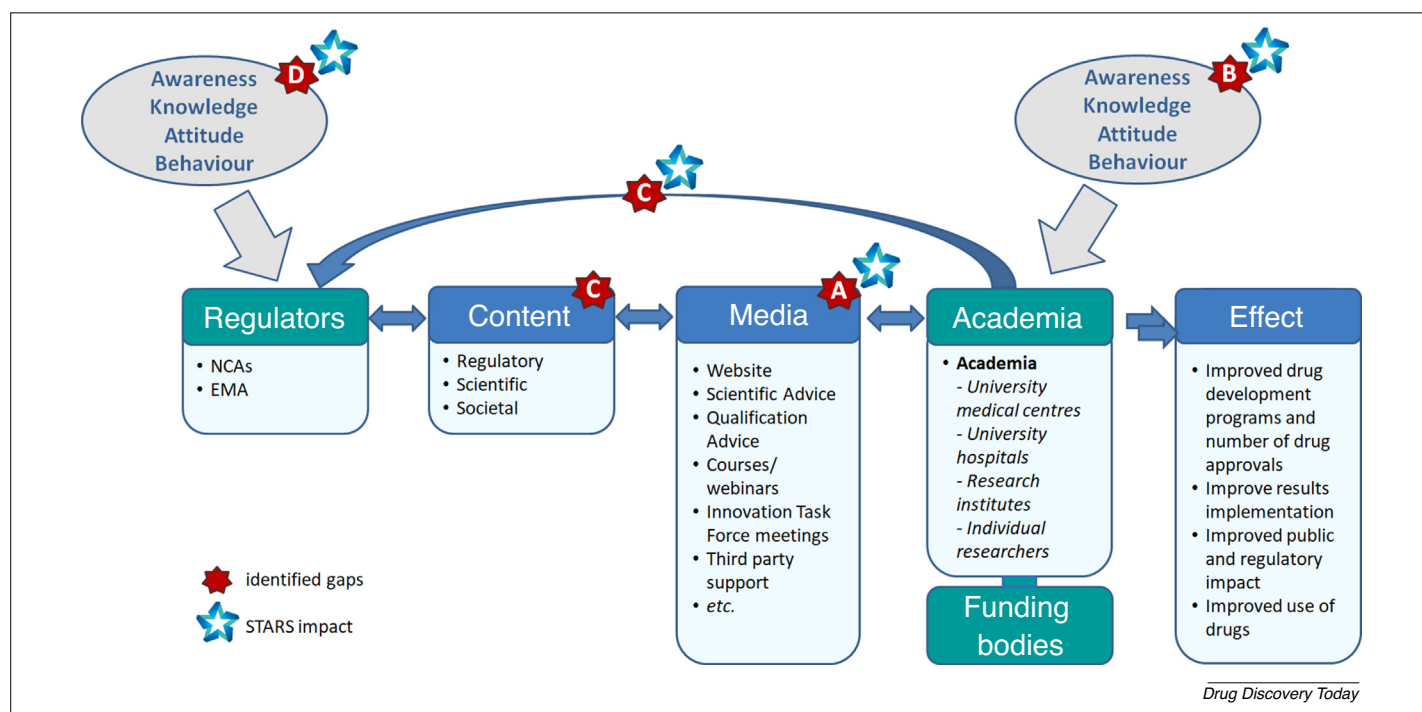 D
Awareness
Knowledge
Attitude
Behaviour
B
Awareness
Knowledge
Attitude
Behaviour
C
Regulators
• NCAs
• EMA
C
Content
• Regulatory
• Scientific
• Societal
A
Media
• Website
• Scientific Advice
• Qualification
Advice
• Courses/
webinars
• Innovation Task
Force meetings
• Third party
support
• etc.
Academia
• Academia
- University
medical centres
- University
hospitals
- Research
institutes
- Individual
researchers
Funding
bodies
Effect
• Improved drug
development
programs and
number of drug
approvals
• Improve results
implementation
• Improved public
and regulatory
impact
• Improved use of
drugs
identified gaps
STARS impact
Drug Discovery Today